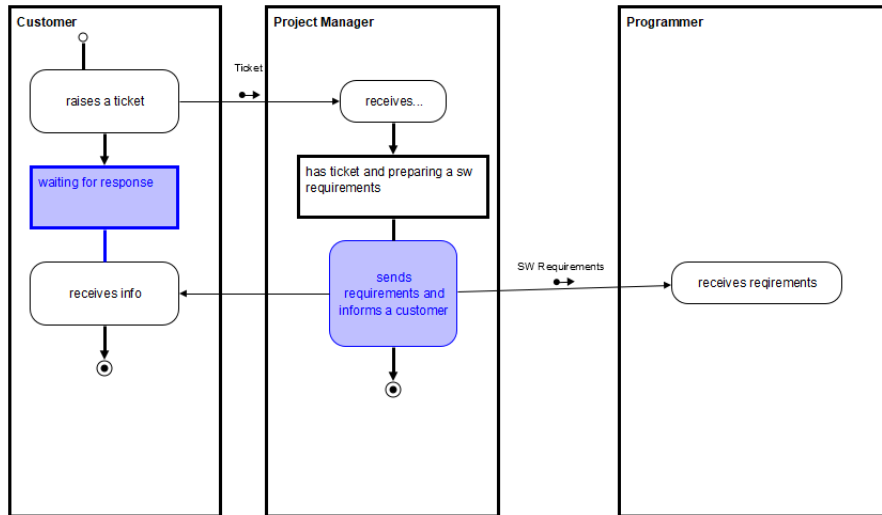 Customer
Project Manager
Programmer
Ticket
raises a ticket
receives...
waiting for response
has ticket and preparing a sw
requirements
sends
requirements and
informs a customer
SW Requirements
receives info
receives reqirements